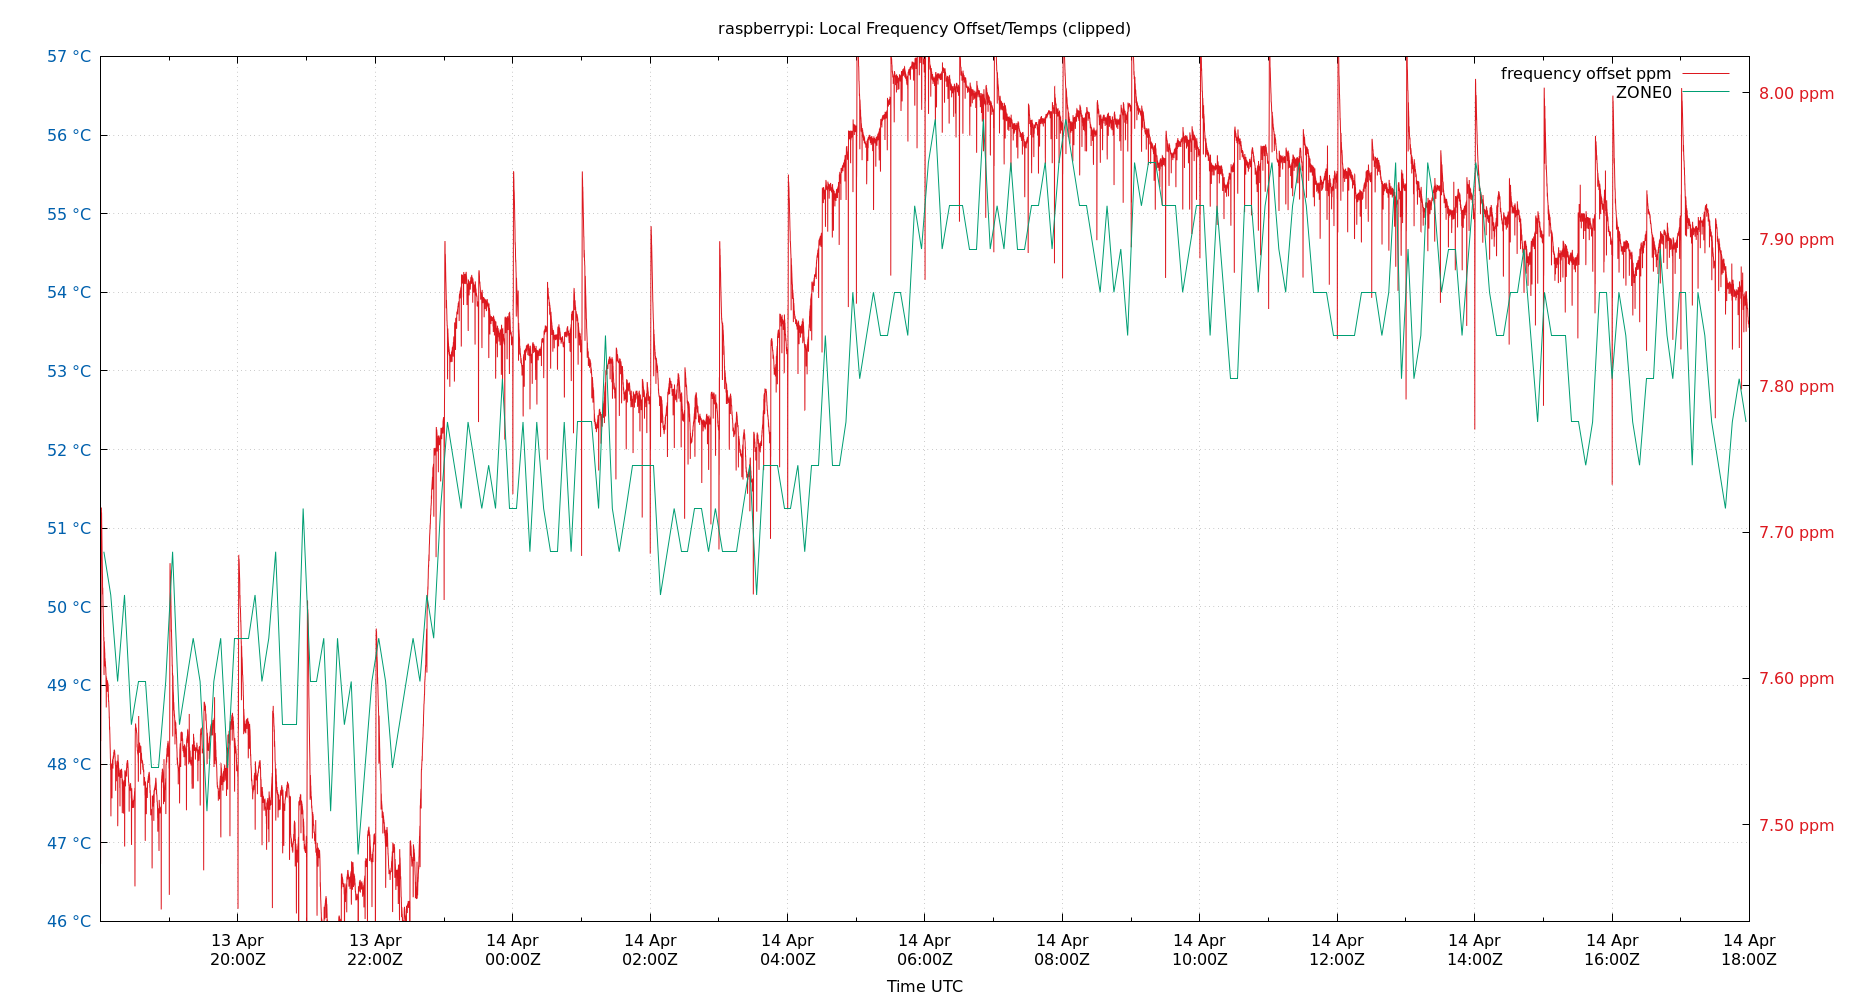 raspberrypi: Local Frequency Offset/Temps (clipped)
57 °C
56 °C
55 °C
54 °C
53 °C
52 °C
51 °C
50 °C
49 °C
48 °C
47 °C
46 °C
frequency offset ppm
ZONE0
8.00 ppm
7.90 ppm
7.80 ppm
7.70 ppm
7.60 ppm
7.50 ppm
13 Apr
20:00Z
13 Apr
22:00Z
14 Apr
00:00Z
14 Apr
02:00Z
14 Apr
04:00Z
14 Apr
06:00Z
14 Apr
08:00Z
14 Apr
10:00Z
14 Apr
12:00Z
14 Apr
14:00Z
14 Apr
16:00Z
14 Apr
18:00Z
Time UTC